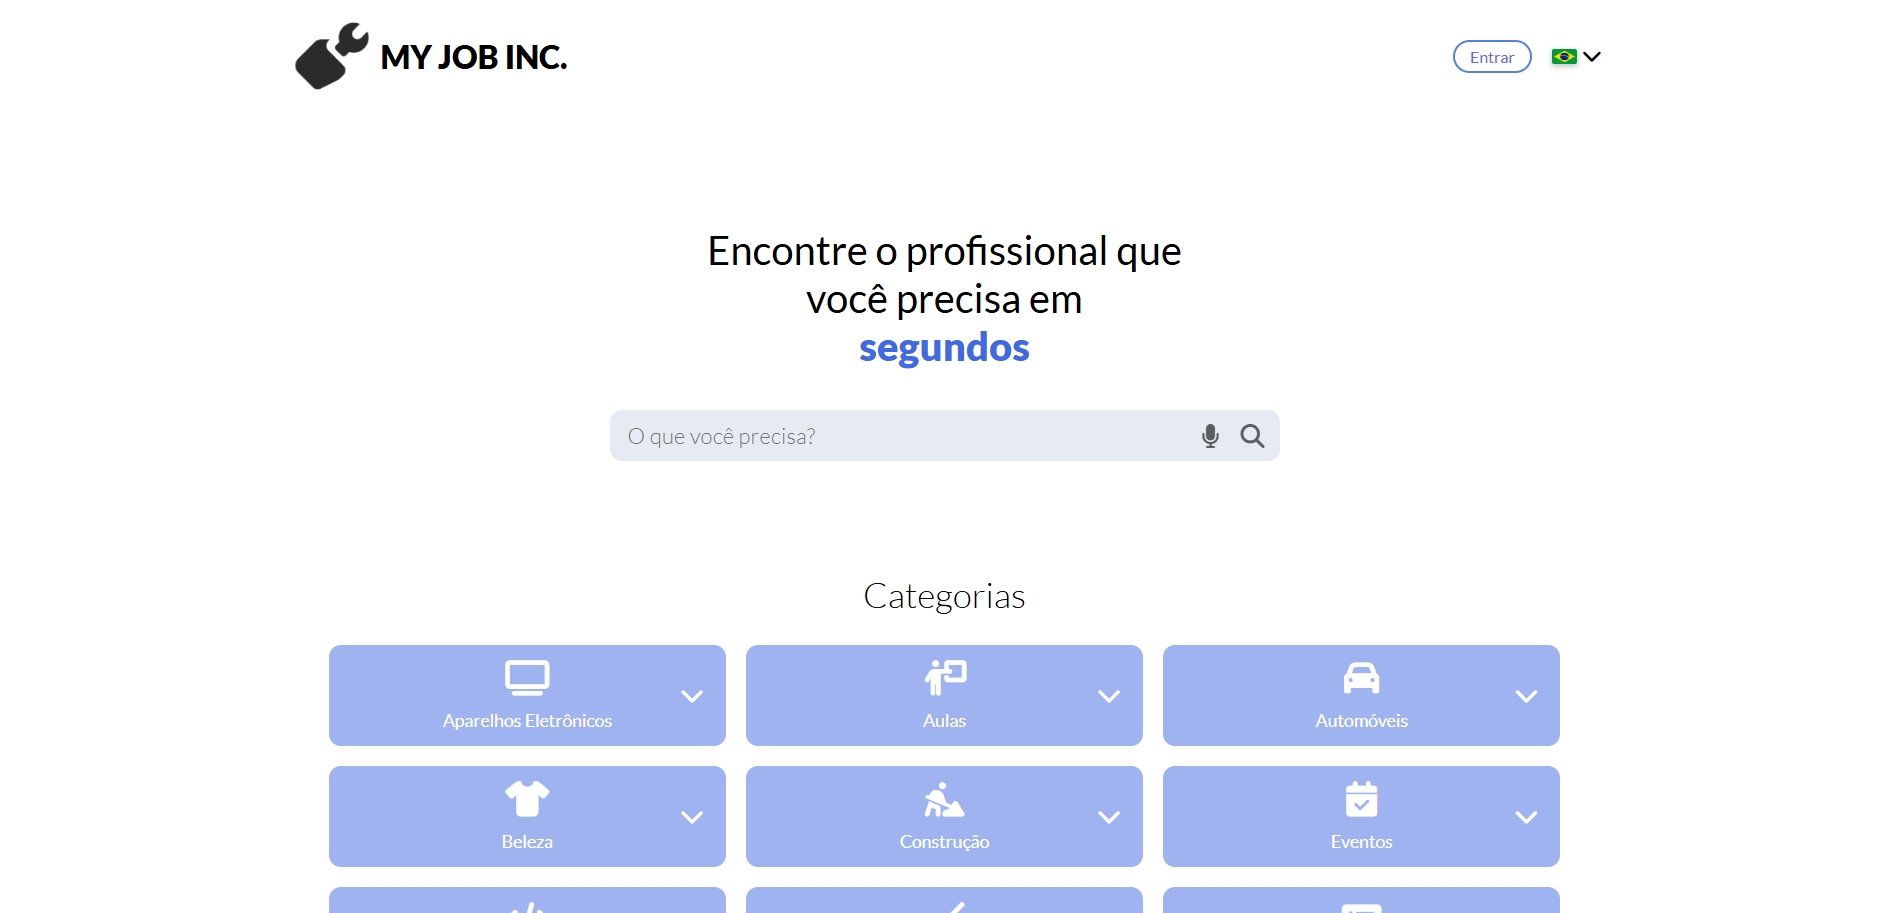 MY JOB INC.
Entrar
Encontre o profissional que
você precisa em
segundos
O que você precisa?
Categorias
Aparelhos Eletrônicos
Aulas
Automóveis
Beleza
Construção
Eventos